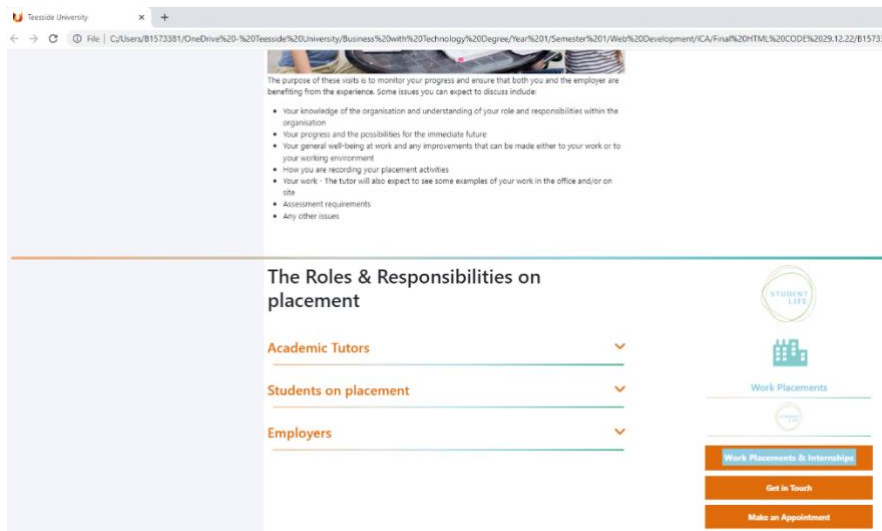 Teesside University
File | C:/Users/B1573381/OneDrive%20-%20Teesside%20University/Business%20with%20Technology%20Degree/Year%201/Semester%201/Web%20Development/ICA/Final%20HTML%20CODE%2029.12.22/B1573
The purpose of these visits is to monitor your progress and ensure that both you and the employer are
benefiting from the experience. Some issues you can expect to discuss include:
Your knowledge of the organisation and understanding of your role and responsibilities within the
organisation
Your progress and the possibilities for the immediate future
Your general well-being at work and any improvements that can be made either to your work or to
your working environment
How you are recording your placement activities
Your work - The tutor will also expect to see some examples of your work in the office and/or on
site
Assessment requirements
Any other issues
The Roles & Responsibilities on
placement
Academic Tutors
Students on placement
Employers
STUDENT
LIFE
Work Placements
STUDENT
LIFE
Work Placements & Internships
Get in Touch
Make an Appointment